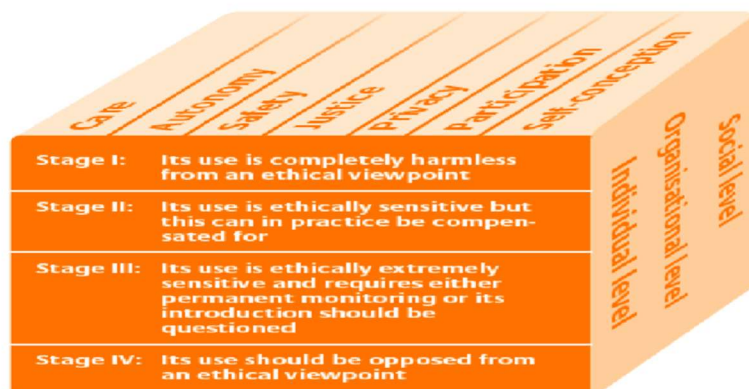 Care
Autonomy
Safety
Justice
Privacy
Participation
Self-conception
Stage I: Its use is completely harmless
from an ethical viewpoint
Stage II: Its use is ethically sensitive but
this can in practice be compen-
sated for
Stage III: Its use is ethically extremely
sensitive and requires either
permanent monitoring or its
introduction should be
questioned
Stage IV: Its use should be opposed from
an ethical viewpoint
Individual level
Organisational level
Social level